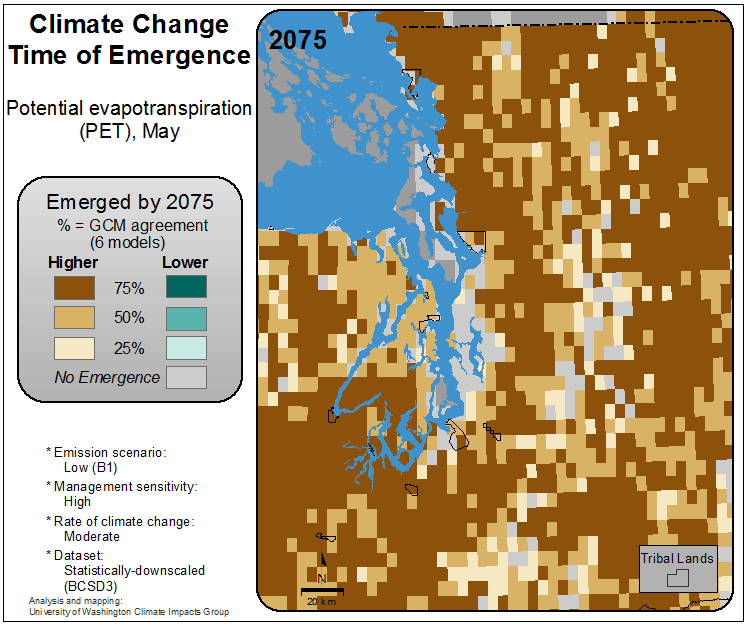 Climate Change
Time of Emergence
Potential evapotranspiration
(PET), May
Emerged by 2075
% = GCM agreement
(6 models)
Higher Lower
75%
50%
25%
No Emergence
* Emission scenario:
Low (B1)
* Management sensitivity:
High
* Rate of climate change:
Moderate
* Dataset:
Statistically-downscaled
(BCSD3)
Analysis and mapping:
University of Washington Climate Impacts Group
2075
N
20 km
Tribal Lands